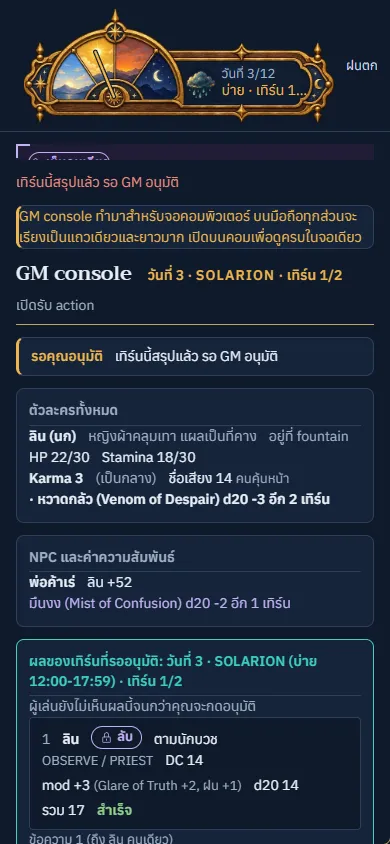 วันที่ 3/12
บ่าย · เทิร์น 1...
ฝนตก
เทิร์นนี้สรุปแล้ว รอ GM อนุมัติ
GM console ทำมาสำหรับจอคอมพิวเตอร์ บนมือถือทุกส่วนจะ
เรียงเป็นแถวเดียวและยาวมาก เปิดบนคอมเพื่อดูครบในจอเดียว
GM console วันที่ 3 · SOLARION · เทิร์น 1/2
เปิดรับ action
รอคุณอนุมัติ เทิร์นนี้สรุปแล้ว รอ GM อนุมัติ
ตัวละครทั้งหมด
ลิน (นก) หญิงผ้าคลุมเทา แผลเป็นที่คาง อยู่ที่ fountain
HP 22/30 Stamina 18/30
Karma 3 (เป็นกลาง) ชื่อเสียง 14 คนคุ้นหน้า
· หวาดกลัว (Venom of Despair) d20 -3 อีก 2 เทิร์น
NPC และค่าความสัมพันธ์
พ่อค้าเร่ ลิน +52
มึนงง (Mist of Confusion) d20 -2 อีก 1 เทิร์น
ผลของเทิร์นที่รออนุมัติ: วันที่ 3 · SOLARION (บ่าย
12:00-17:59) · เทิร์น 1/2
ผู้เล่นยังไม่เห็นผลนี้จนกว่าคุณจะกดอนุมัติ
1 ลิน ลับ ตามนักบวช
OBSERVE / PRIEST DC 14
mod +3 (Glare of Truth +2, ฝน +1) d20 14
รวม 17 สำเร็จ
ข้อความ 1 (ถึง ลิน คนเดียว)